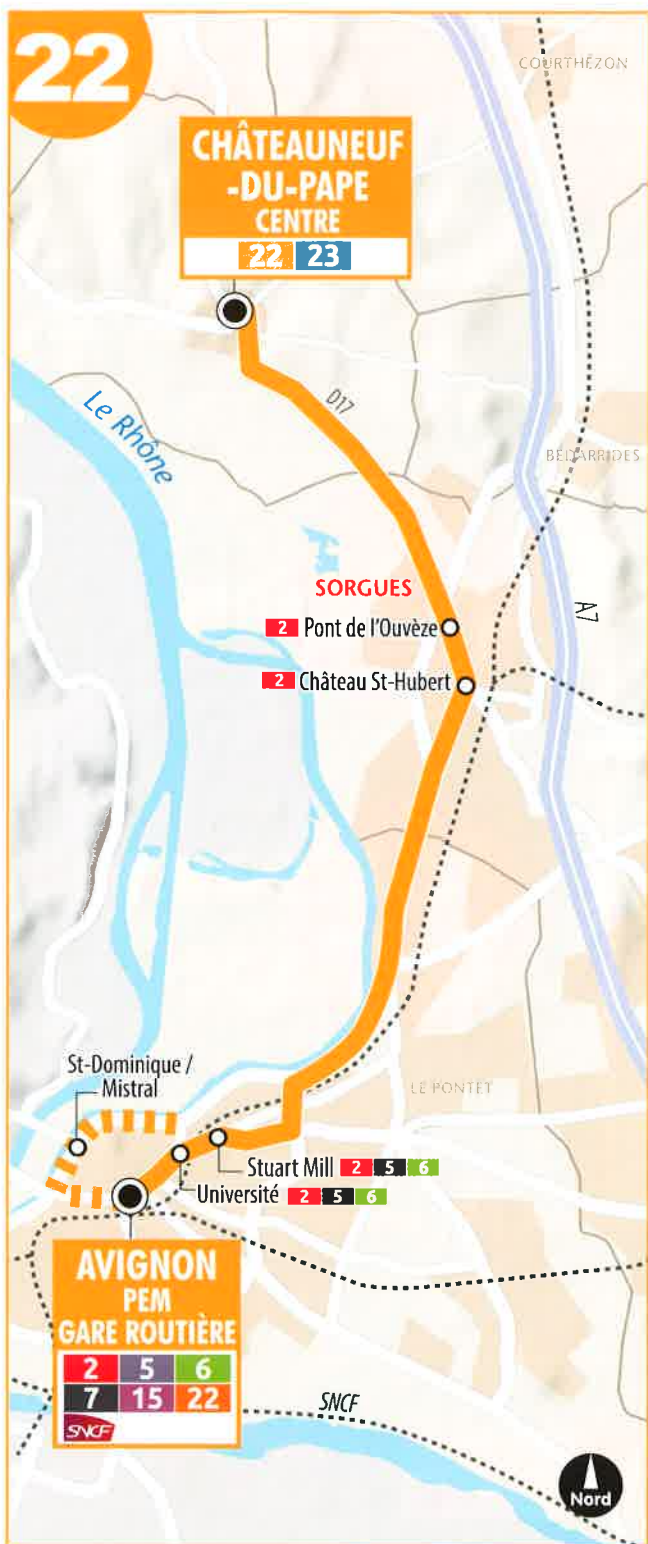 22
COURTHÉZON
CHÂTEAUNEUF
-DU-PAPE
CENTRE
22 23
D17
Le Rhône
BÉDARRIDES
SORGUES
2 Pont de l'Ouvèze
A7
2 Château St-Hubert
St-Dominique /
Mistral
LE PONTET
Stuart Mill 2 5 6
Université 2 5 6
AVIGNON
PEM
GARE ROUTIÈRE
2 5 6
7 15 22
SNCF
SNCF
Nord